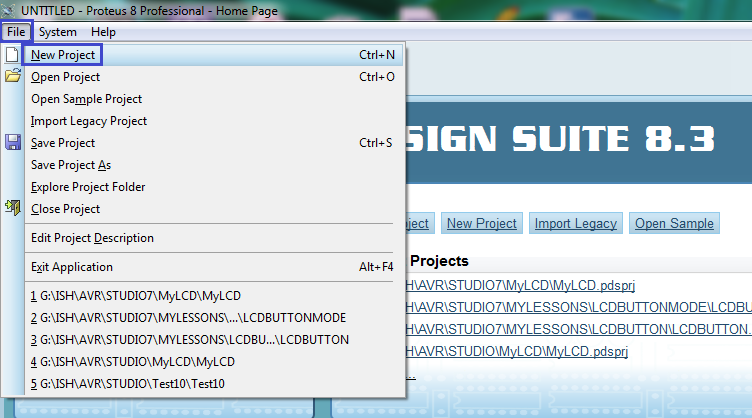 UNTITLED - Proteus 8 Professional - Home Page
File System Help
New Project Ctrl+N
Open Project Ctrl+O
Open Sample Project
Import Legacy Project
Save Project Ctrl+S
Save Project As
Explore Project Folder
Close Project
Edit Project Description
Exit Application Alt+F4
1 G:\ISH\AVR\STUDIO7\MyLCD\MyLCD
2 G:\ISH\AVR\STUDIO7\MYLESSONS\...\LCDBUTTONMODE
3 G:\ISH\AVR\STUDIO7\MYLESSONS\LCDBU...\LCDBUTTON
4 G:\ISH\AVR\STUDIO\MyLCD\MyLCD
5 G:\ISH\AVR\STUDIO\Test10\Test10
SIGN SUITE 8.3
ject New Project Import Legacy Open Sample
Projects
SH\AVR\STUDIO7\MyLCD\MyLCD.pdsprj
SH\AVR\STUDIO7\MYLESSONS\LCDBUTTONMODE\LCDBU
SH\AVR\STUDIO7\MYLESSONS\LCDBUTTON\LCDBUTTON.
SH\AVR\STUDIO\MyLCD\MyLCD.pdsprj
...